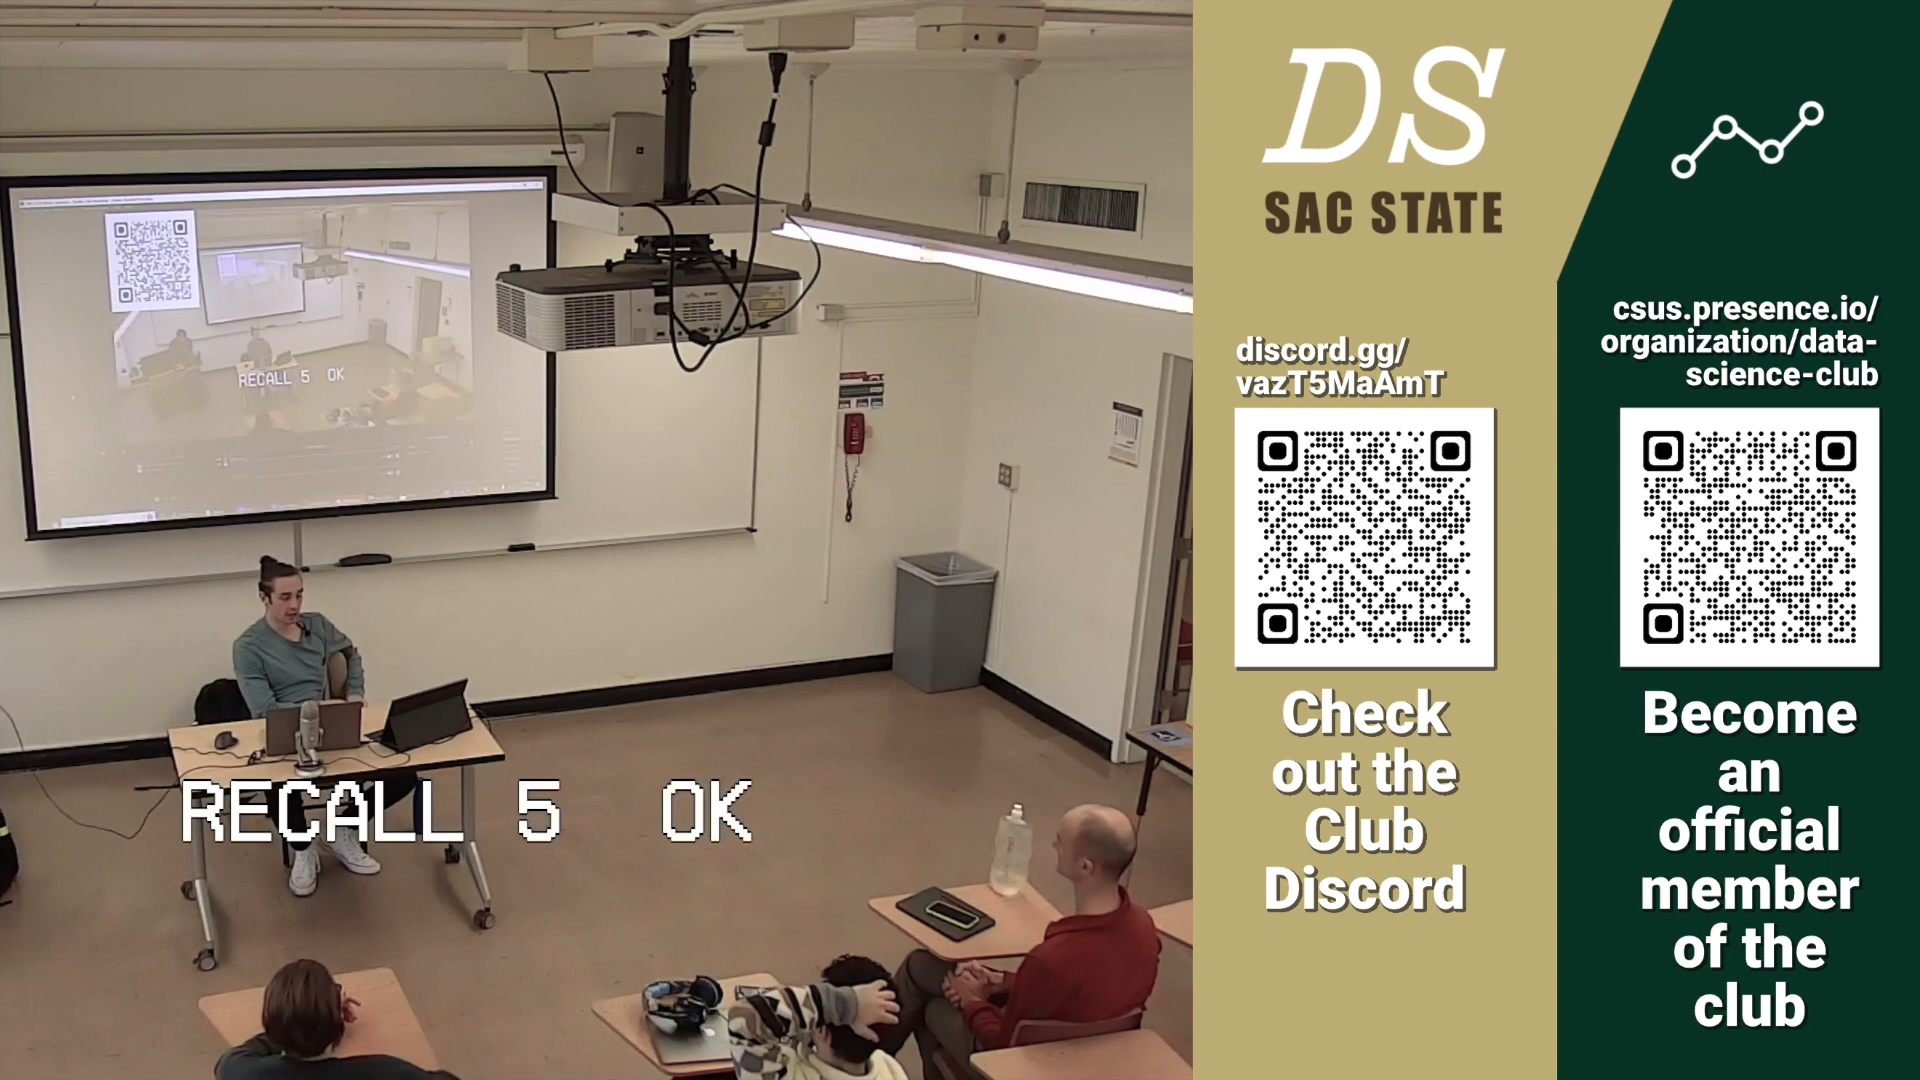 RECALL 5 OK
RECALL 5 OK
DS
SAC STATE
discord.gg/
vazT5MaAmT
Check
out the
Club
Discord
csus.presence.io/
organization/data-
science-club
Become
an
official
member
of the
club